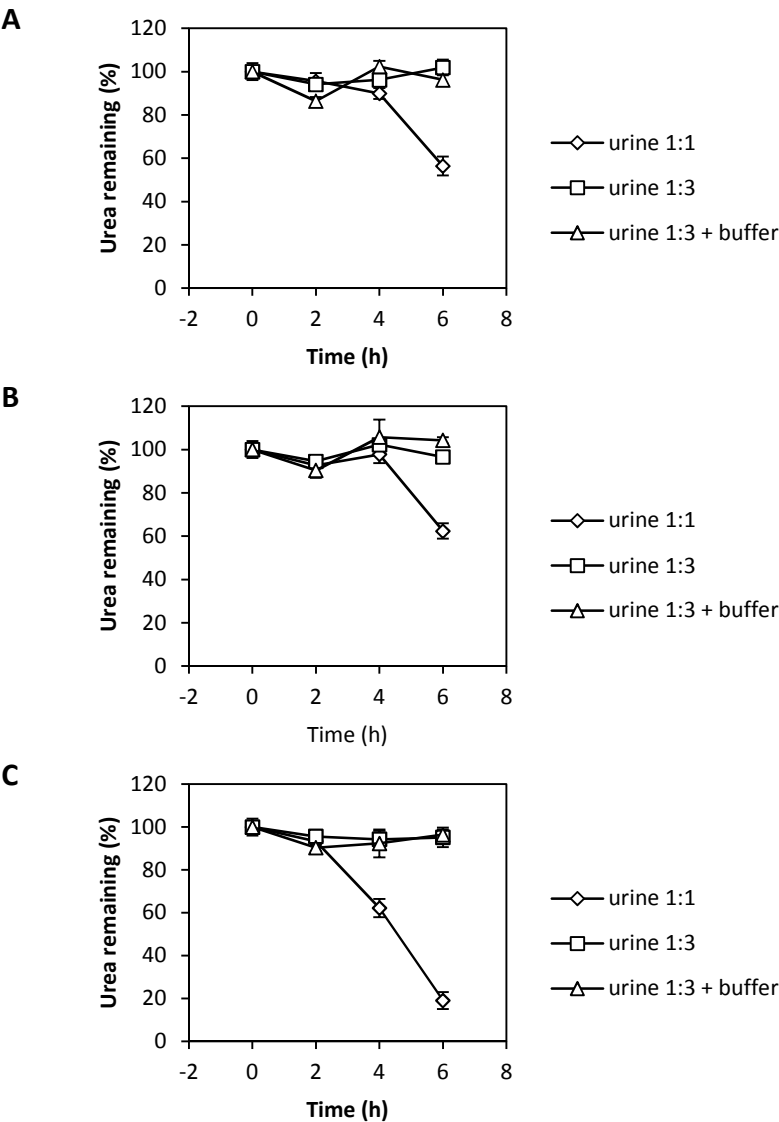 A
Urea remaining (%)
120
100
80
60
40
20
0
-2 0 2 4 6 8
Time (h)
urine 1:1
urine 1:3
urine 1:3 + buffer
B
Urea remaining (%)
120
100
80
60
40
20
0
-2 0 2 4 6 8
Time (h)
urine 1:1
urine 1:3
urine 1:3 + buffer
C
Urea remaining (%)
120
100
80
60
40
20
0
-2 0 2 4 6 8
Time (h)
urine 1:1
urine 1:3
urine 1:3 + buffer